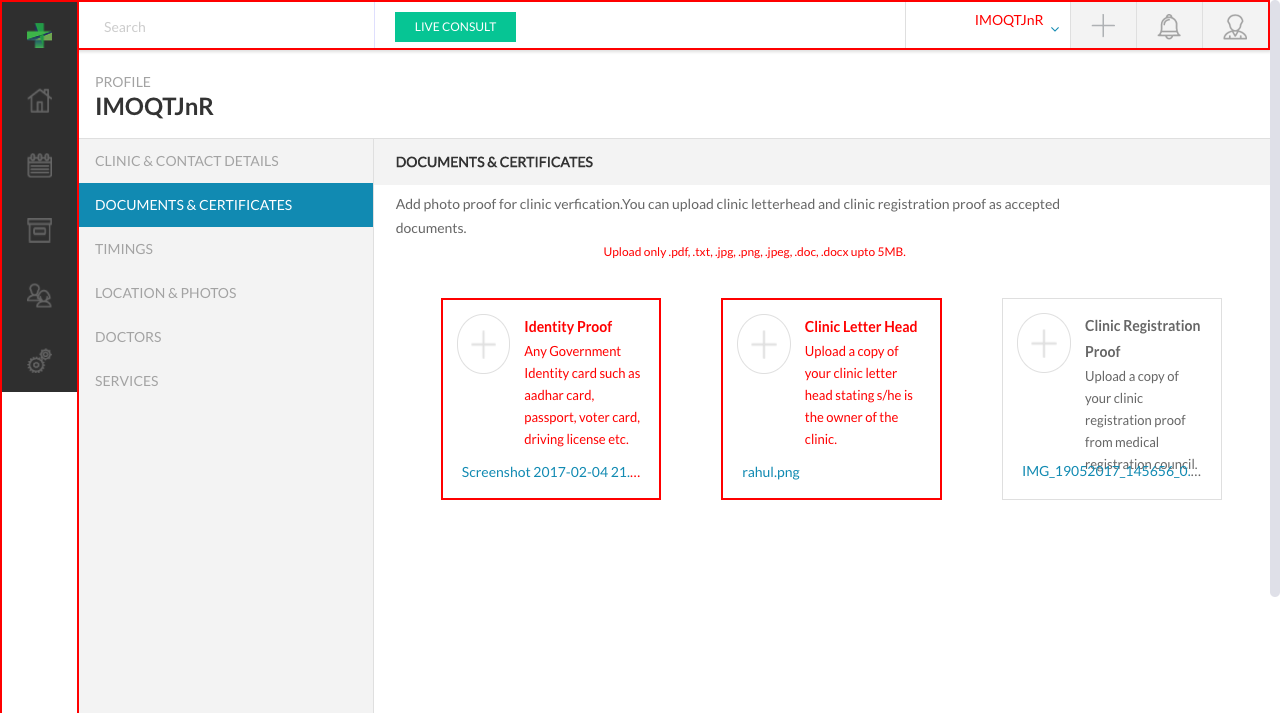 Search
LIVE CONSULT
IMOQTJnR
PROFILE
IMOQTJnR
CLINIC & CONTACT DETAILS
DOCUMENTS & CERTIFICATES
TIMINGS
LOCATION & PHOTOS
DOCTORS
SERVICES
DOCUMENTS & CERTIFICATES
Add photo proof for clinic verfication.You can upload clinic letterhead and clinic registration proof as accepted
documents.
Upload only .pdf, .txt, .jpg, .png, .jpeg, .doc, .docx upto 5MB.
Identity Proof
Any Government
Identity card such as
aadhar card,
passport, voter card,
driving license etc.
Screenshot 2017-02-04 21....
Clinic Letter Head
Upload a copy of
your clinic letter
head stating s/he is
the owner of the
clinic.
rahul.png
Clinic Registration
Proof
Upload a copy of
your clinic
registration proof
from medical
registration council.
IMG_19052017_145656_0....